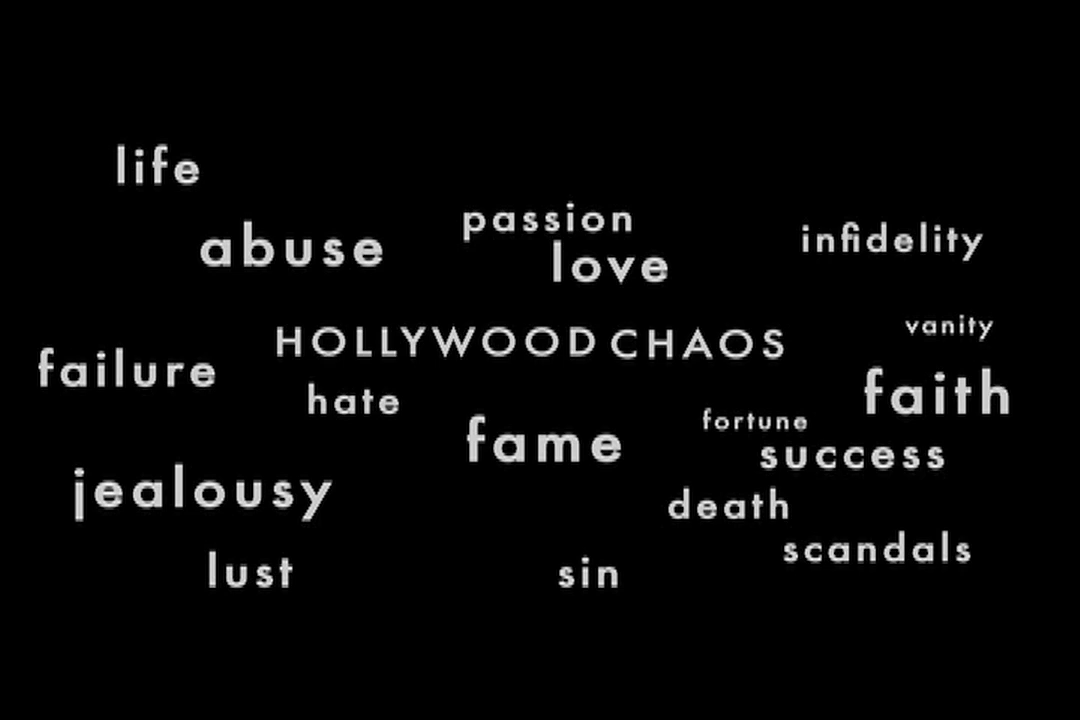 life
passion
abuse
infidelity
love
vanity
HOLLYWOOD CHAOS
failure
faith
hate
fortune
fame
success
jealousy
death
scandals
lust
sin